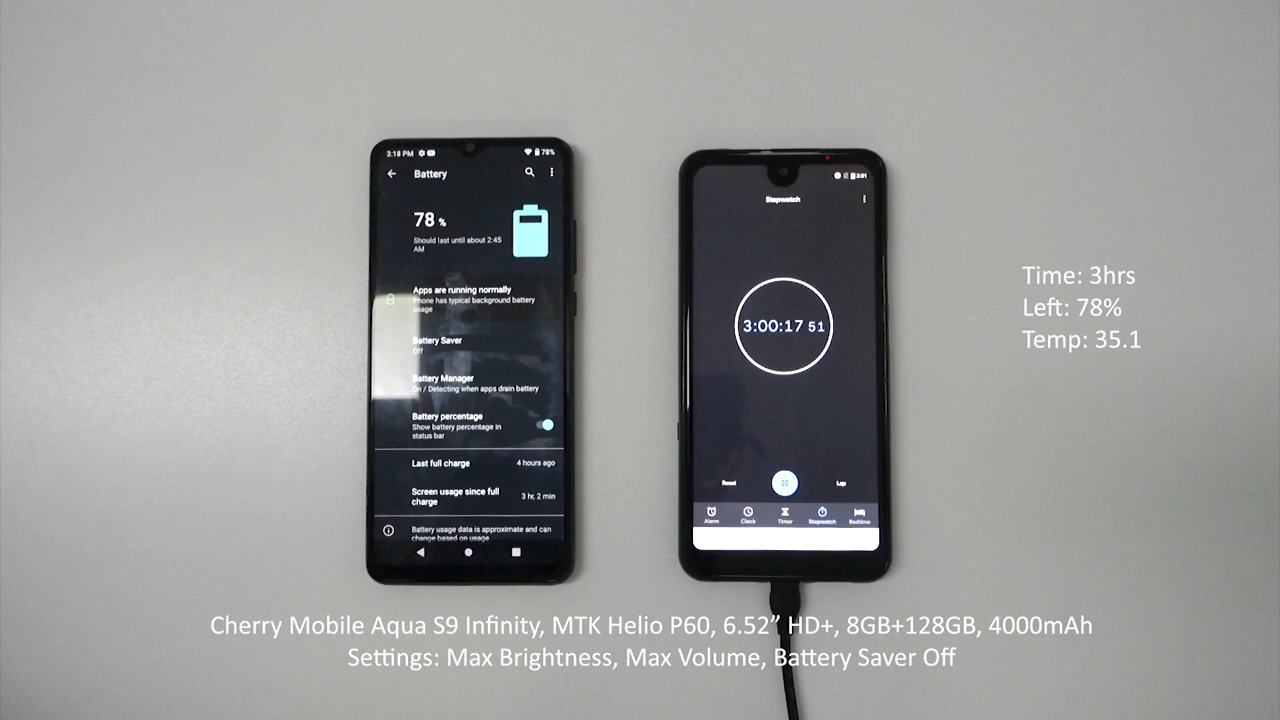 3:18 PM
78%
Battery
78 %
Should last until about 2:45
AM
Apps are running normally
Phone has typical background battery
usage
Battery Saver
Off
Battery Manager
On / Detecting when apps drain battery
Battery percentage
Show battery percentage in
status bar
Last full charge
4 hours ago
Screen usage since full
charge
3 hr, 2 min
Battery usage data is approximate and can
change based on usage
Stopwatch
3:00:17 51
Reset
Lap
Alarm
Clock
Timer
Stopwatch
Bedtime
Time: 3hrs
Left: 78%
Temp: 35.1
Cherry Mobile Aqua S9 Infinity, MTK Helio P60, 6.52” HD+, 8GB+128GB, 4000mAh
Settings: Max Brightness, Max Volume, Battery Saver Off